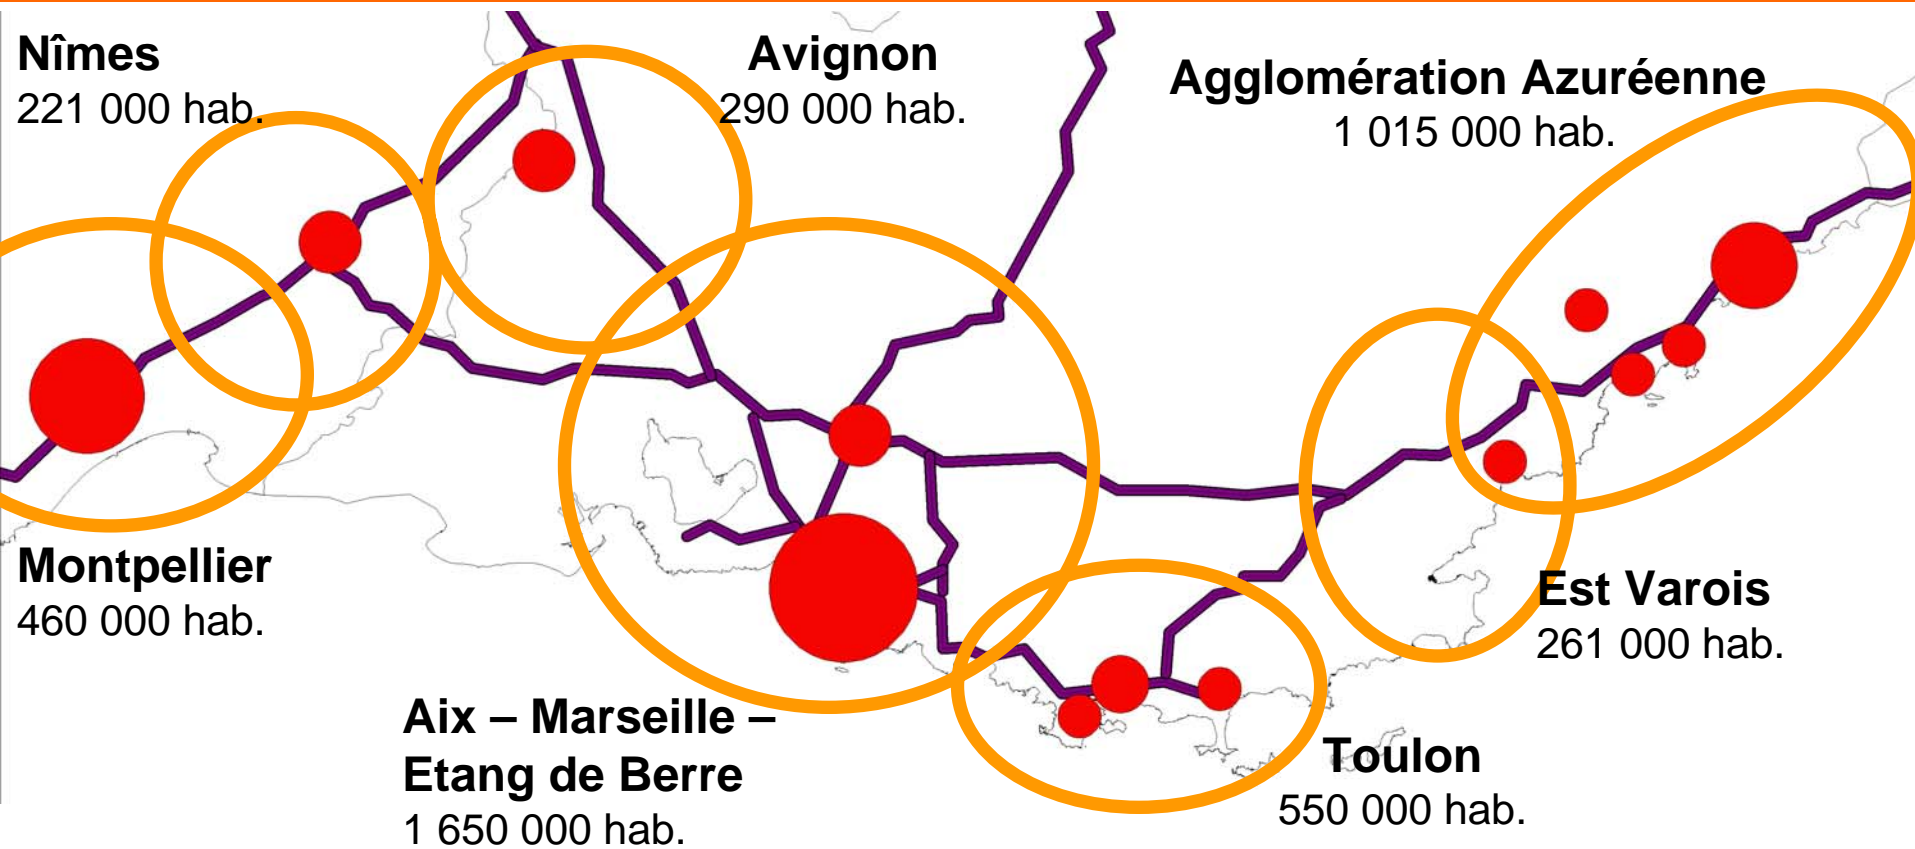 Nîmes
221 000 hab.
Avignon
290 000 hab.
Agglomération Azuréenne
1 015 000 hab.
Montpellier
460 000 hab.
Est Varois
261 000 hab.
Aix – Marseille –
Etang de Berre
1 650 000 hab.
Toulon
550 000 hab.